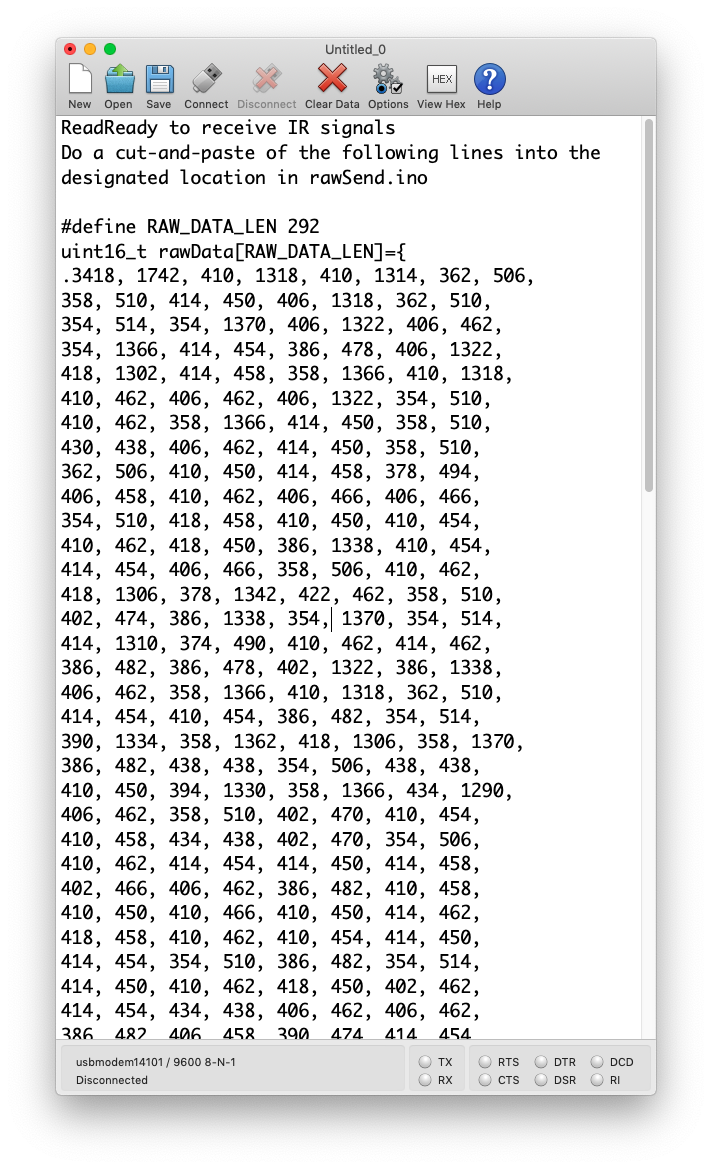 Untitled_0
New Open Save Connect Disconnect Clear Data Options HEX View Hex ? Help
ReadReady to receive IR signals
Do a cut-and-paste of the following lines into the
designated location in rawSend.ino
#define RAW_DATA_LEN 292
uint16_t rawData[RAW_DATA_LEN]={
.3418, 1742, 410, 1318, 410, 1314, 362, 506,
358, 510, 414, 450, 406, 1318, 362, 510,
354, 514, 354, 1370, 406, 1322, 406, 462,
354, 1366, 414, 454, 386, 478, 406, 1322,
418, 1302, 414, 458, 358, 1366, 410, 1318,
410, 462, 406, 462, 406, 1322, 354, 510,
410, 462, 358, 1366, 414, 450, 358, 510,
430, 438, 406, 462, 414, 450, 358, 510,
362, 506, 410, 450, 414, 458, 378, 494,
406, 458, 410, 462, 406, 466, 406, 466,
354, 510, 418, 458, 410, 450, 410, 454,
410, 462, 418, 450, 386, 1338, 410, 454,
414, 454, 406, 466, 358, 506, 410, 462,
418, 1306, 378, 1342, 422, 462, 358, 510,
402, 474, 386, 1338, 354, 1370, 354, 514,
414, 1310, 374, 490, 410, 462, 414, 462,
386, 482, 386, 478, 402, 1322, 386, 1338,
406, 462, 358, 1366, 410, 1318, 362, 510,
414, 454, 410, 454, 386, 482, 354, 514,
390, 1334, 358, 1362, 418, 1306, 358, 1370,
386, 482, 438, 438, 354, 506, 438, 438,
410, 450, 394, 1330, 358, 1366, 434, 1290,
406, 462, 358, 510, 402, 470, 410, 454,
410, 458, 434, 438, 402, 470, 354, 506,
410, 462, 414, 454, 414, 450, 414, 458,
402, 466, 406, 462, 386, 482, 410, 458,
410, 450, 410, 466, 410, 450, 414, 462,
418, 458, 410, 462, 410, 454, 414, 450,
414, 454, 354, 510, 386, 482, 354, 514,
414, 450, 410, 462, 418, 450, 402, 462,
414, 454, 434, 438, 406, 462, 406, 462,
386, 482, 406, 458, 390, 474, 414, 454
usbmodem14101 / 9600 8-N-1
Disconnected
TX RTS DTR DCD
RX CTS DSR RI